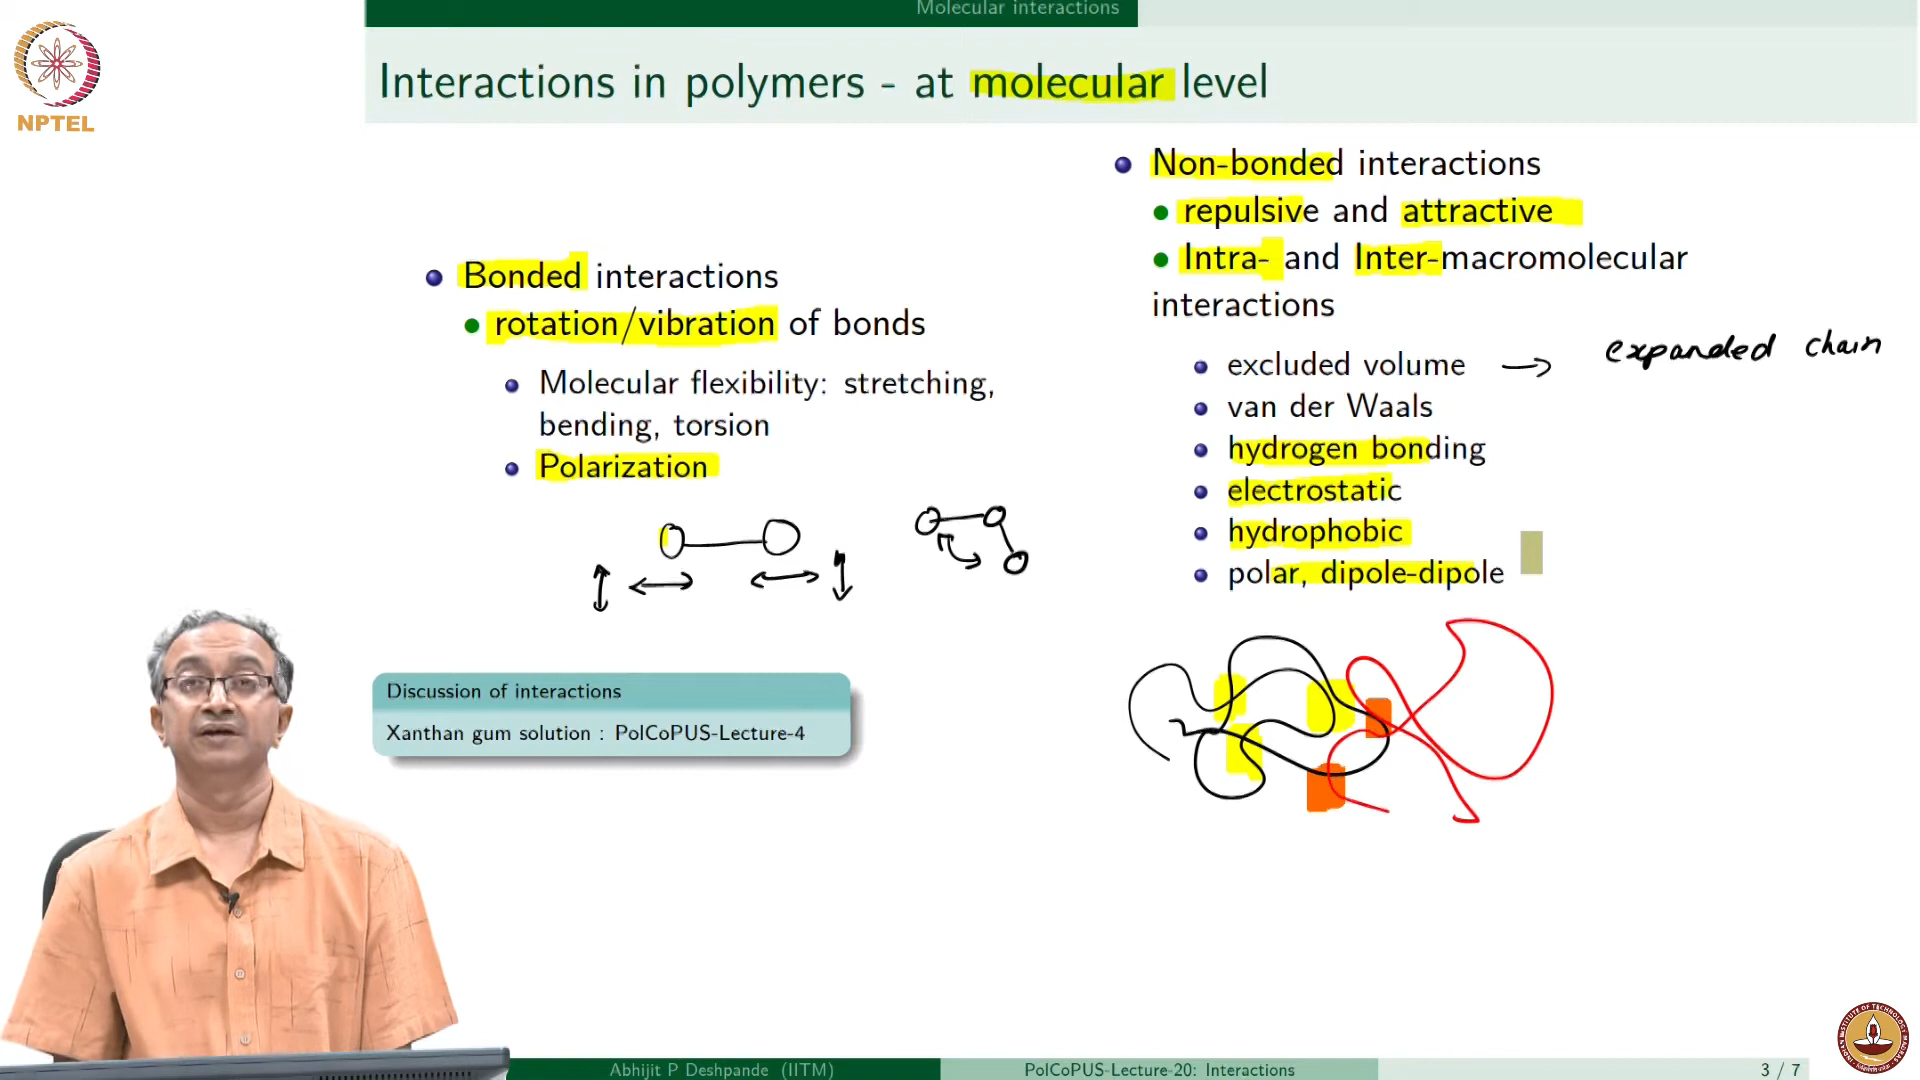 Molecular interactions
NPTEL
Interactions in polymers - at molecular level
Bonded interactions
rotation/vibration of bonds
Molecular flexibility: stretching,
bending, torsion
Polarization
Non-bonded interactions
repulsive and attractive
Intra- and Inter-macromolecular
interactions
excluded volume → expanded chain
van der Waals
hydrogen bonding
electrostatic
hydrophobic
polar, dipole-dipole
Discussion of interactions
Xanthan gum solution : PolCoPUS-Lecture-4
Abhijit P Deshpande (IITM)
PolCoPUS-Lecture-20: Interactions
3 / 7